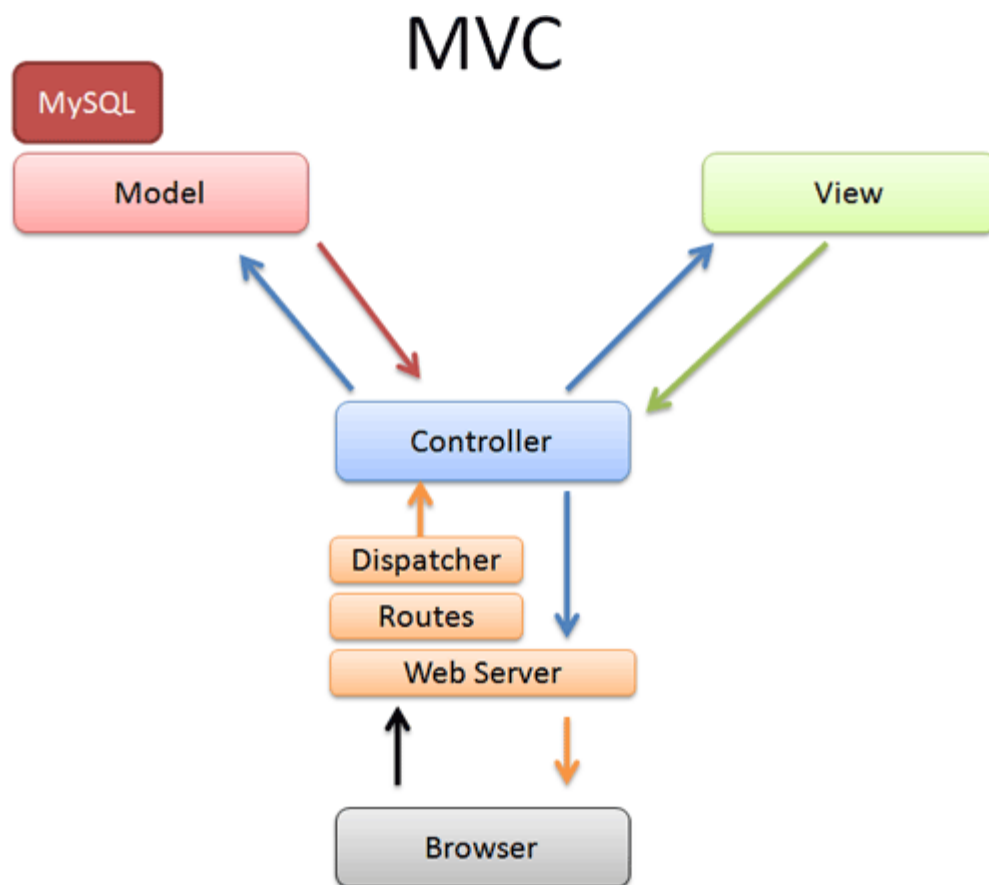 MVC
MySQL
Model
View
Controller
Dispatcher
Routes
Web Server
Browser